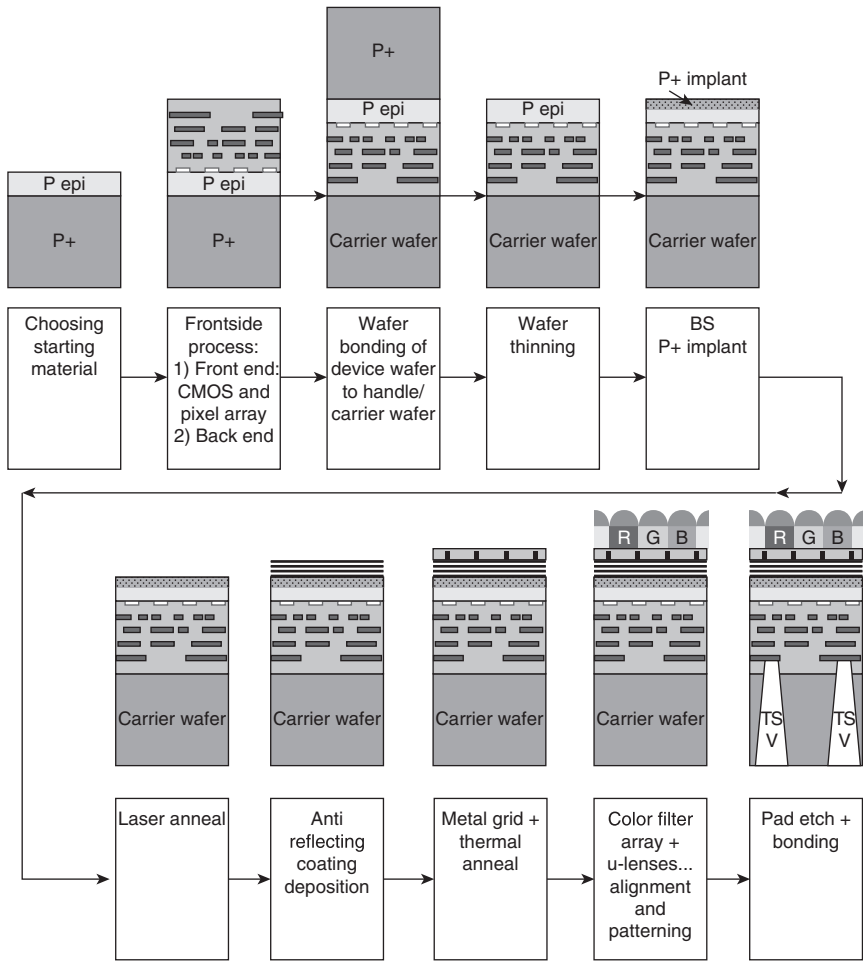 P+
P+ implant
P epi
P epi
P epi
P epi
P+
P+
Carrier wafer
Carrier wafer
Carrier wafer
Choosing
starting
material
Frontside
process:
1) Front end:
CMOS and
pixel array
2) Back end
Wafer
bonding of
device wafer
to handle/
carrier wafer
Wafer
thinning
BS
P+ implant
R G B
R G B
Carrier wafer
Carrier wafer
Carrier wafer
Carrier wafer
TS
V
TS
V
Laser anneal
Anti
reflecting
coating
deposition
Metal grid +
thermal
anneal
Color filter
array +
u-lenses...
alignment
and
patterning
Pad etch +
bonding